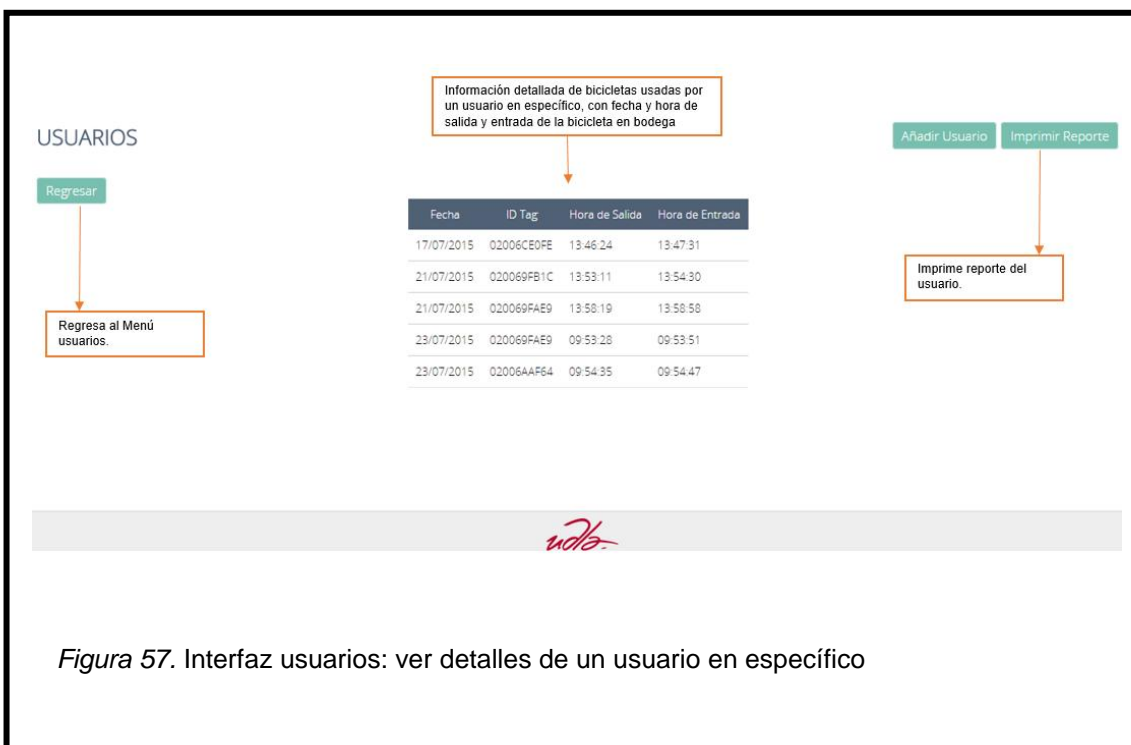 Información detallada de bicicletas usadas por
un usuario en específico, con fecha y hora de
salida y entrada de la bicicleta en bodega
USUARIOS
Añadir Usuario Imprimir Reporte
Regresar
Fecha ID Tag Hora de Salida Hora de Entrada
17/07/2015 02006CE0FE 13:46:24 13:47:31
21/07/2015 020069FB1C 13:53:11 13:54:30
21/07/2015 020069FAE9 13:58:19 13:58:58
23/07/2015 020069FAE9 09:53:28 09:53:51
23/07/2015 02006AAF64 09:54:35 09:54:47
Imprime reporte del
usuario.
Regresa al Menú
usuarios.
udla-
Figura 57. Interfaz usuarios: ver detalles de un usuario en específico